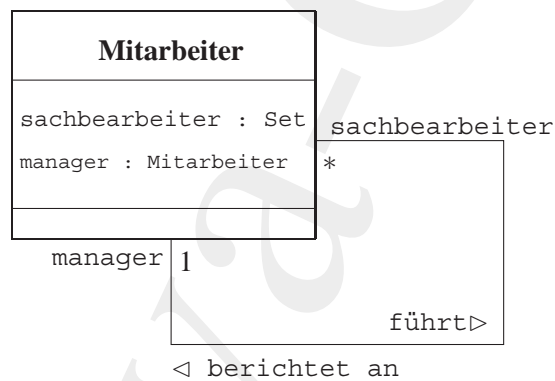 Mitarbeiter
sachbearbeiter : Set
manager : Mitarbeiter
sachbearbeiter
*
manager 1
führt▷
◁ berichtet an